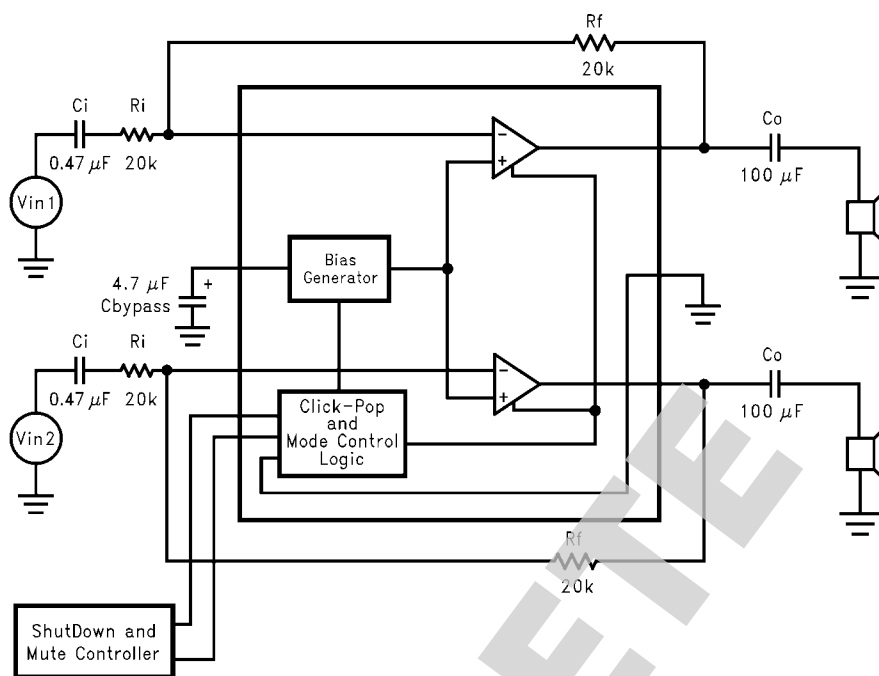 Rf
20k
Ci
Ri
0.47 µF
20k
Vin1
−
+
Co
100 µF
Bias
Generator
4.7 µF
+
Cbypass
Ci
Ri
0.47 µF
20k
Vin2
−
+
Co
100 µF
Click-Pop
and
Mode Control
Logic
Rf
20k
ShutDown and
Mute Controller
ETE